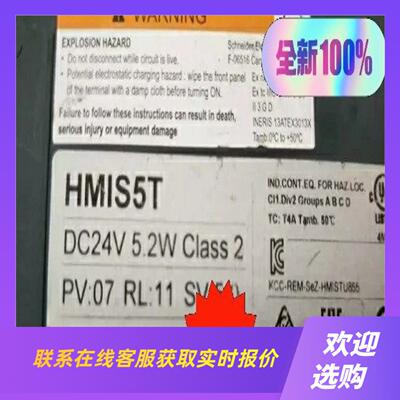 WARNING
EXPLOSION HAZARD
• Do not disconnect while circuit is live.
• Potential electrostatic charging hazard : wipe the front panel
of the terminal with a damp cloth before turning ON.
Failure to follow these instructions can result in death,
serious injury or equipment damage
F-06516
II 3 G D
INERIS 13ATEX3013X
Tamb:0°C to +50°C
全新100%
HMIS5T
DC24V 5.2W Class 2
PV:07 RL:11
IND.CONT.EQ. FOR HAZ.LOC.
Cl1.Div2 Groups A B C D
TC: T4A Tamb. 50°C
KCC-REM-SeZ-HMISTU855
联系在线客服获取实时报价
欢迎
选购